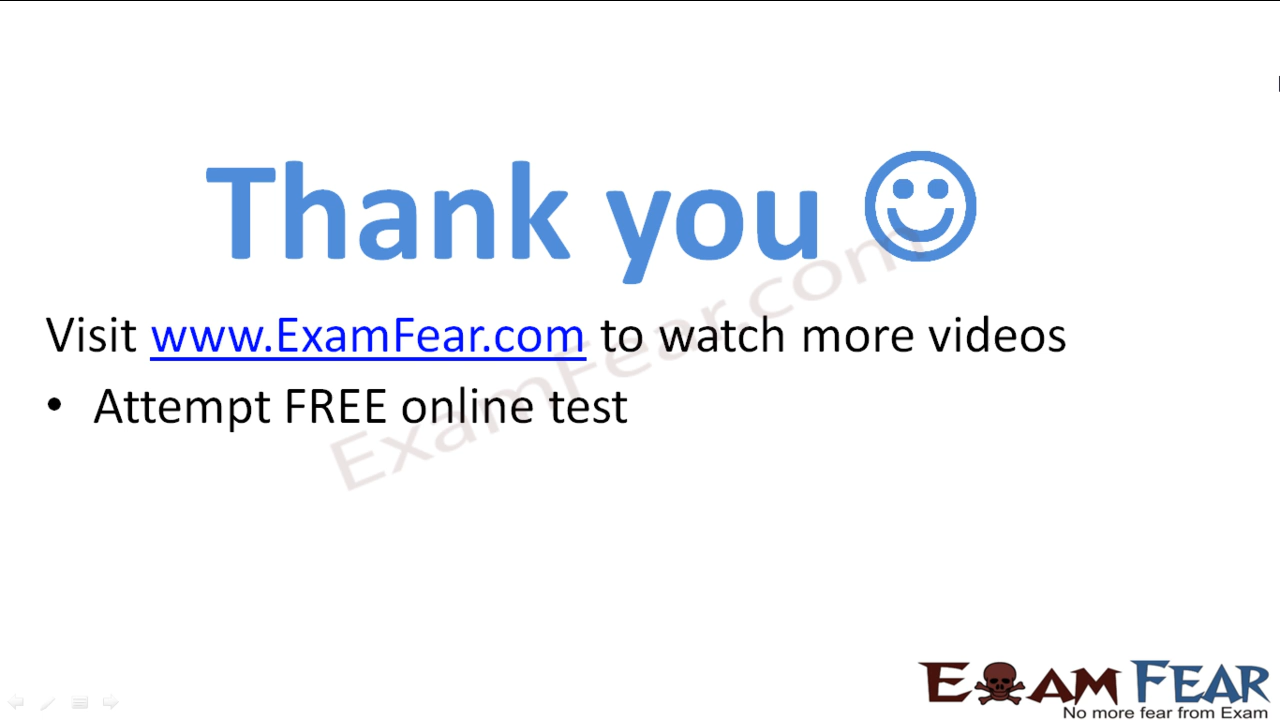 Thank you
Visit www.ExamFear.com to watch more videos
• Attempt FREE online test
ExamFear.com
EXAM FEAR
No more fear from Exam